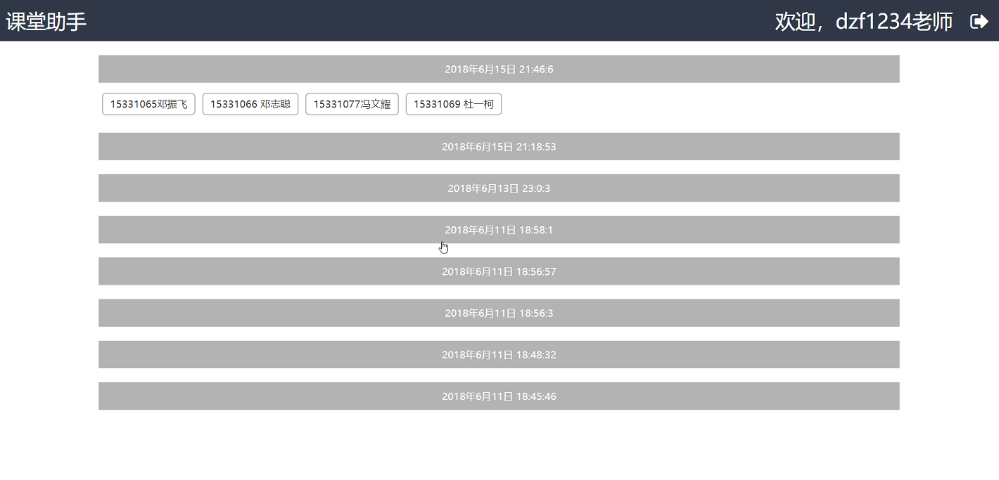 课堂助手
欢迎，dzf1234老师
2018年6月15日 21:46:6
15331065邓振飞 15331066 邓志聪 15331077冯文耀 15331069 杜一柯
2018年6月15日 21:18:53
2018年6月13日 23:0:3
2018年6月11日 18:58:1
2018年6月11日 18:56:57
2018年6月11日 18:56:3
2018年6月11日 18:48:32
2018年6月11日 18:45:46